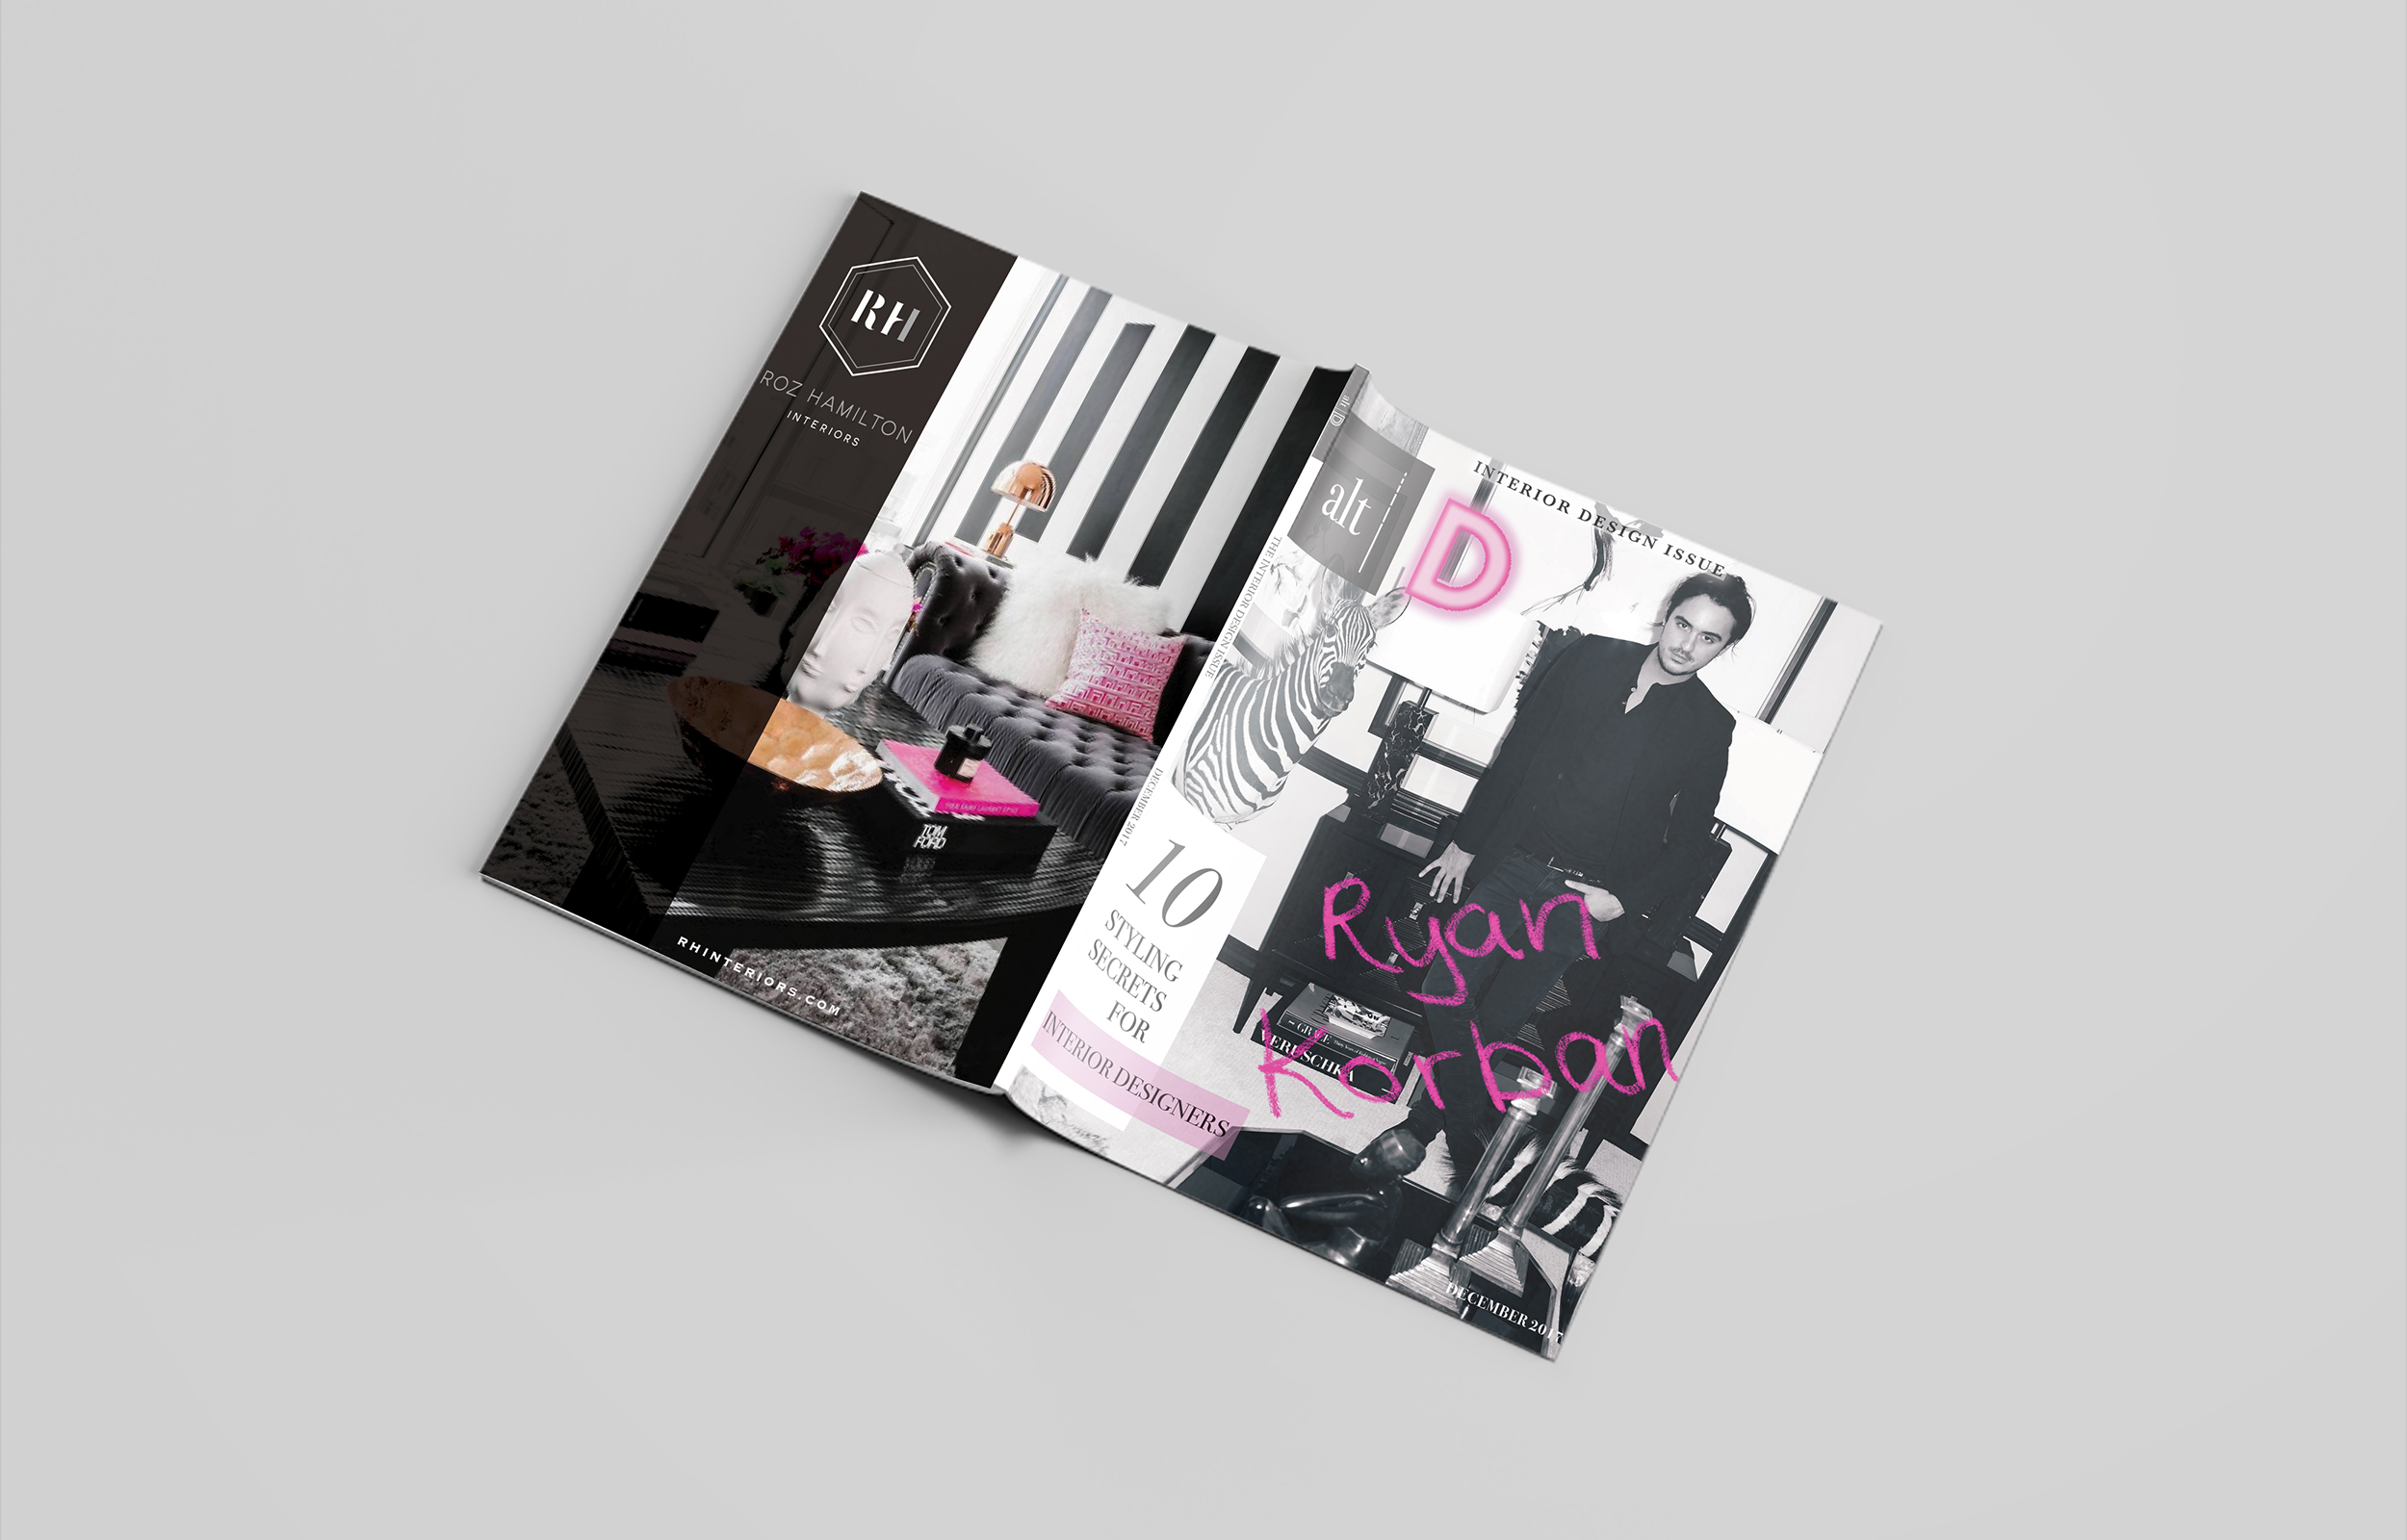 RH
ROZ HAMILTON
INTERIORS
TOM
FORD
RHINTERIORS.COM
alt | D
alt
D
INTERIOR DESIGN ISSUE
THE INTERIOR DESIGN ISSUE
DECEMBER 2017
10
STYLING
SECRETS
FOR
INTERIOR DESIGNERS
Ryan
Korban
VERUSCHKA
DECEMBER 2017